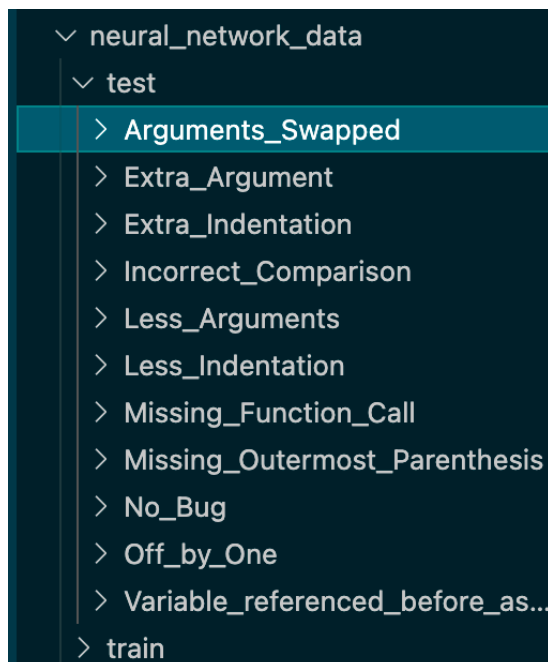 neural_network_data
test
Arguments_Swapped
Extra_Argument
Extra_Indentation
Incorrect_Comparison
Less_Arguments
Less_Indentation
Missing_Function_Call
Missing_Outermost_Parenthesis
No_Bug
Off_by_One
Variable_referenced_before_as...
train